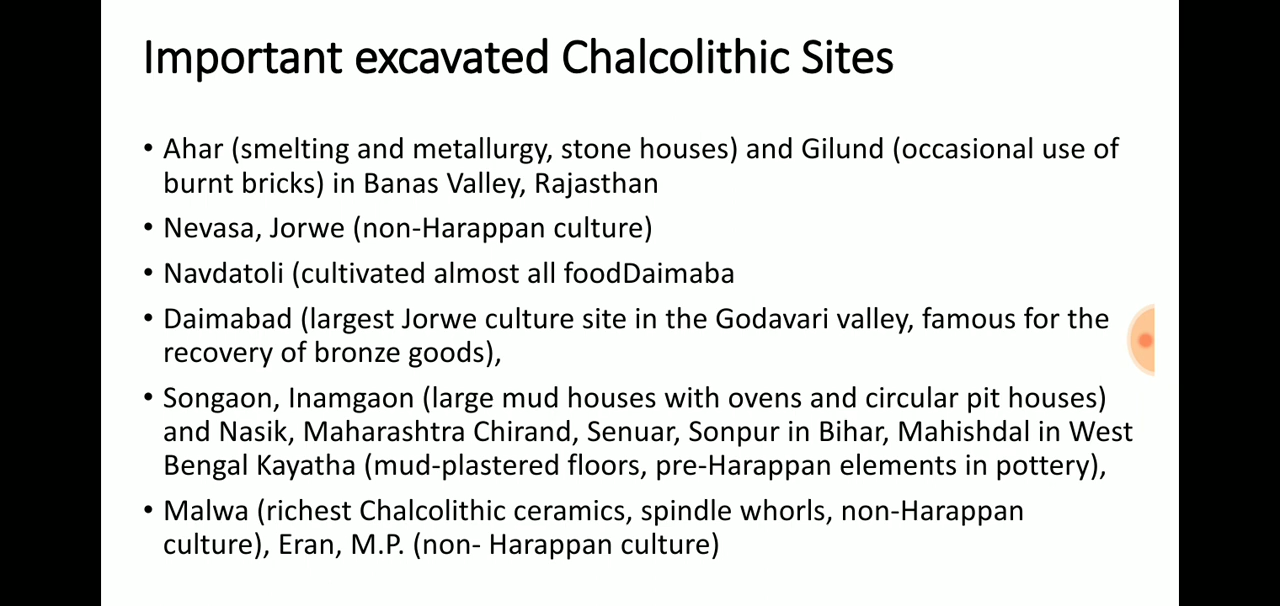 Important excavated Chalcolithic Sites
• Ahar (smelting and metallurgy, stone houses) and Gilund (occasional use of
burnt bricks) in Banas Valley, Rajasthan
• Nevasa, Jorwe (non-Harappan culture)
• Navdatoli (cultivated almost all foodDaimaba
• Daimabad (largest Jorwe culture site in the Godavari valley, famous for the
recovery of bronze goods),
• Songaon, Inamgaon (large mud houses with ovens and circular pit houses)
and Nasik, Maharashtra Chirand, Senuar, Sonpur in Bihar, Mahishdal in West
Bengal Kayatha (mud-plastered floors, pre-Harappan elements in pottery),
• Malwa (richest Chalcolithic ceramics, spindle whorls, non-Harappan
culture), Eran, M.P. (non- Harappan culture)